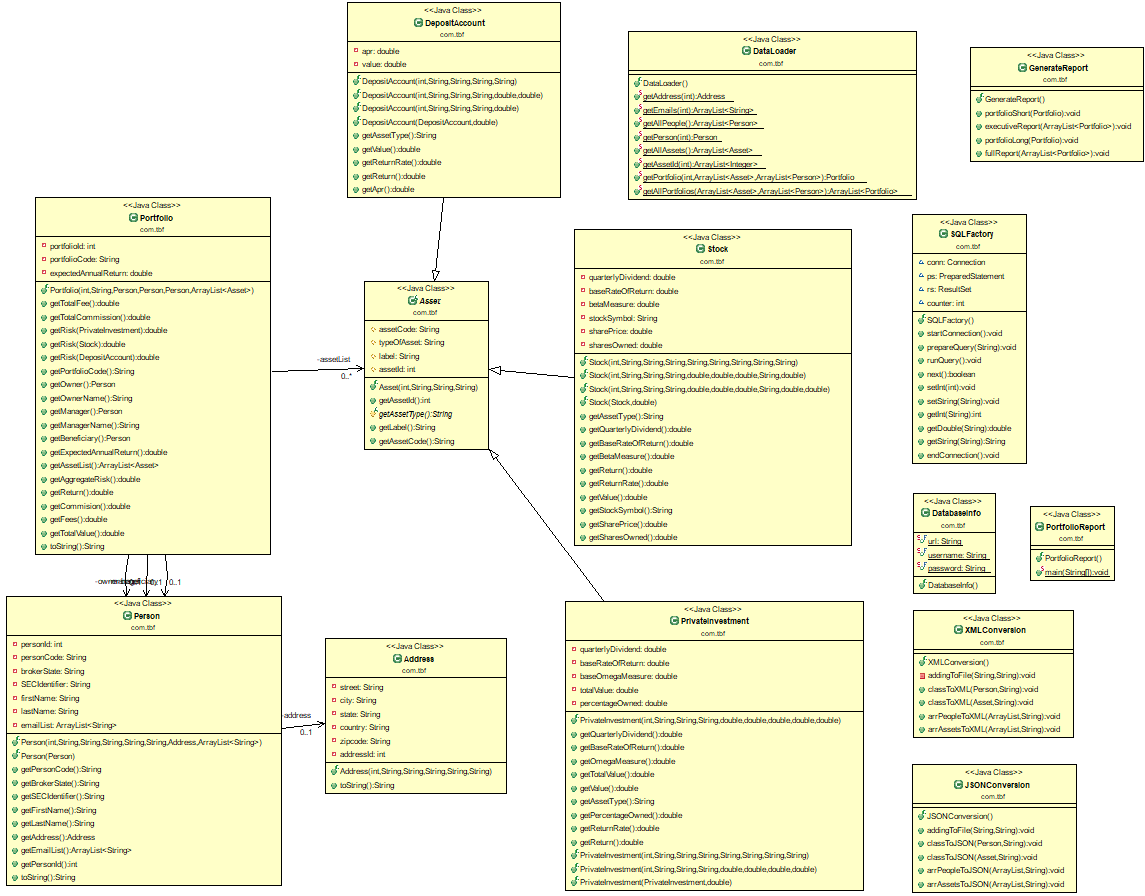 <<Java Class>>
DepositAccount
com.tbf
apr: double
value: double
DepositAccount(int,String,String,String,String)
DepositAccount(int,String,String,String,double,double)
DepositAccount(int,String,String,String,double)
DepositAccount(DepositAccount,double)
getAssetType():String
getValue():double
getReturnRate():double
getReturn():double
getApr():double
<<Java Class>>
DataLoader
com.tbf
DataLoader()
getAddress(int):Address
getEmails(int):ArrayList<String>
getAllPeople():ArrayList<Person>
getPerson(int):Person
getAllAssets():ArrayList<Asset>
getAssetId(int):ArrayList<Integer>
getPortfolio(int,ArrayList<Asset>,ArrayList<Person>):Portfolio
getAllPortfolios(ArrayList<Asset>,ArrayList<Person>):ArrayList<Portfolio>
<<Java Class>>
GenerateReport
com.tbf
GenerateReport()
portfolioShort(Portfolio):void
executiveReport(ArrayList<Portfolio>):void
portfolioLong(Portfolio):void
fullReport(ArrayList<Portfolio>):void
<<Java Class>>
Portfolio
com.tbf
portfolioId: int
portfolioCode: String
expectedAnnualReturn: double
Portfolio(int,String,Person,Person,Person,ArrayList<Asset>)
getTotalFee():double
getTotalCommission():double
getRisk(PrivateInvestment):double
getRisk(Stock):double
getRisk(DepositAccount):double
getPortfolioCode():String
getOwner():Person
getOwnerName():String
getManager():Person
getManagerName():String
getBeneficiary():Person
getExpectedAnnualReturn():double
getAssetList():ArrayList<Asset>
getAggregateRisk():double
getReturn():double
getCommision():double
getFees():double
getTotalValue():double
toString():String
-assetList
0..*
<<Java Class>>
Asset
com.tbf
assetCode: String
typeOfAsset: String
label: String
assetId: int
Asset(int,String,String,String)
getAssetId():int
getAssetType():String
getLabel():String
getAssetCode():String
<<Java Class>>
Stock
com.tbf
quarterlyDividend: double
baseRateOfReturn: double
betaMeasure: double
stockSymbol: String
sharePrice: double
sharesOwned: double
Stock(int,String,String,String,String,String,String,String,String)
Stock(int,String,String,String,double,double,double,String,double)
Stock(int,String,String,String,double,double,double,String,double,double)
Stock(Stock,double)
getAssetType():String
getQuarterlyDividend():double
getBaseRateOfReturn():double
getBetaMeasure():double
getReturn():double
getReturnRate():double
getValue():double
getStockSymbol():String
getSharePrice():double
getSharesOwned():double
<<Java Class>>
SQLFactory
com.tbf
conn: Connection
ps: PreparedStatement
rs: ResultSet
counter: int
SQLFactory()
startConnection():void
prepareQuery(String):void
runQuery():void
next():boolean
setInt(int):void
setString(String):void
getInt(String):int
getDouble(String):double
getString(String):String
endConnection():void
<<Java Class>>
DatabaseInfo
com.tbf
url: String
username: String
password: String
DatabaseInfo()
<<Java Class>>
PortfolioReport
com.tbf
PortfolioReport()
main(String[]):void
0..1
<<Java Class>>
Person
com.tbf
personId: int
personCode: String
brokerState: String
SECIdentifier: String
firstName: String
lastName: String
emailList: ArrayList<String>
Person(int,String,String,String,String,String,Address,ArrayList<String>)
Person(Person)
getPersonCode():String
getBrokerState():String
getSECIdentifier():String
getFirstName():String
getLastName():String
getAddress():Address
getEmailList():ArrayList<String>
getPersonId():int
toString():String
-address
0..1
<<Java Class>>
Address
com.tbf
street: String
city: String
state: String
country: String
zipcode: String
addressId: int
Address(int,String,String,String,String,String)
toString():String
<<Java Class>>
PrivateInvestment
com.tbf
quarterlyDividend: double
baseRateOfReturn: double
baseOmegaMeasure: double
totalValue: double
percentageOwned: double
PrivateInvestment(int,String,String,String,double,double,double,double,double)
getQuarterlyDividend():double
getBaseRateOfReturn():double
getOmegaMeasure():double
getTotalValue():double
getValue():double
getAssetType():String
getPercentageOwned():double
getReturnRate():double
getReturn():double
PrivateInvestment(int,String,String,String,String,String,String,String)
PrivateInvestment(int,String,String,String,double,double,double,double)
PrivateInvestment(PrivateInvestment,double)
<<Java Class>>
XMLConversion
com.tbf
XMLConversion()
addingToFile(String,String):void
classToXML(Person,String):void
classToXML(Asset,String):void
arrPeopleToXML(ArrayList,String):void
arrAssetsToXML(ArrayList,String):void
<<Java Class>>
JSONConversion
com.tbf
JSONConversion()
addingToFile(String,String):void
classToJSON(Person,String):void
classToJSON(Asset,String):void
arrPeopleToJSON(ArrayList,String):void
arrAssetsToJSON(ArrayList,String):void